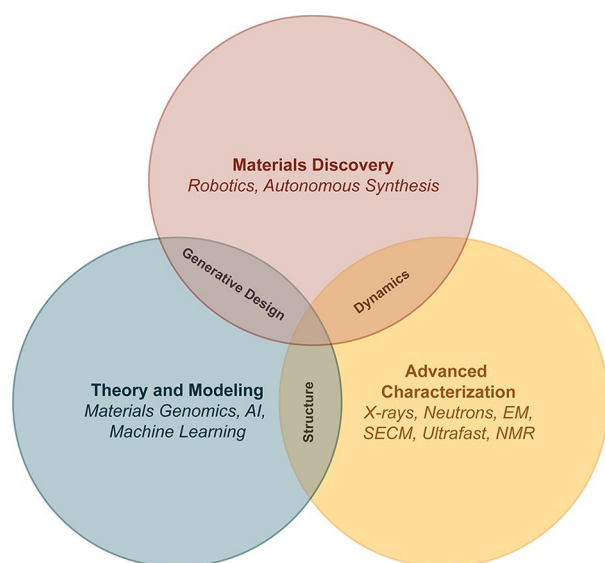 Materials Discovery
Robotics, Autonomous Synthesis
Generative Design
Dynamics
Theory and Modeling
Materials Genomics, AI,
Machine Learning
Structure
Advanced
Characterization
X-rays, Neutrons, EM,
SECM, Ultrafast, NMR